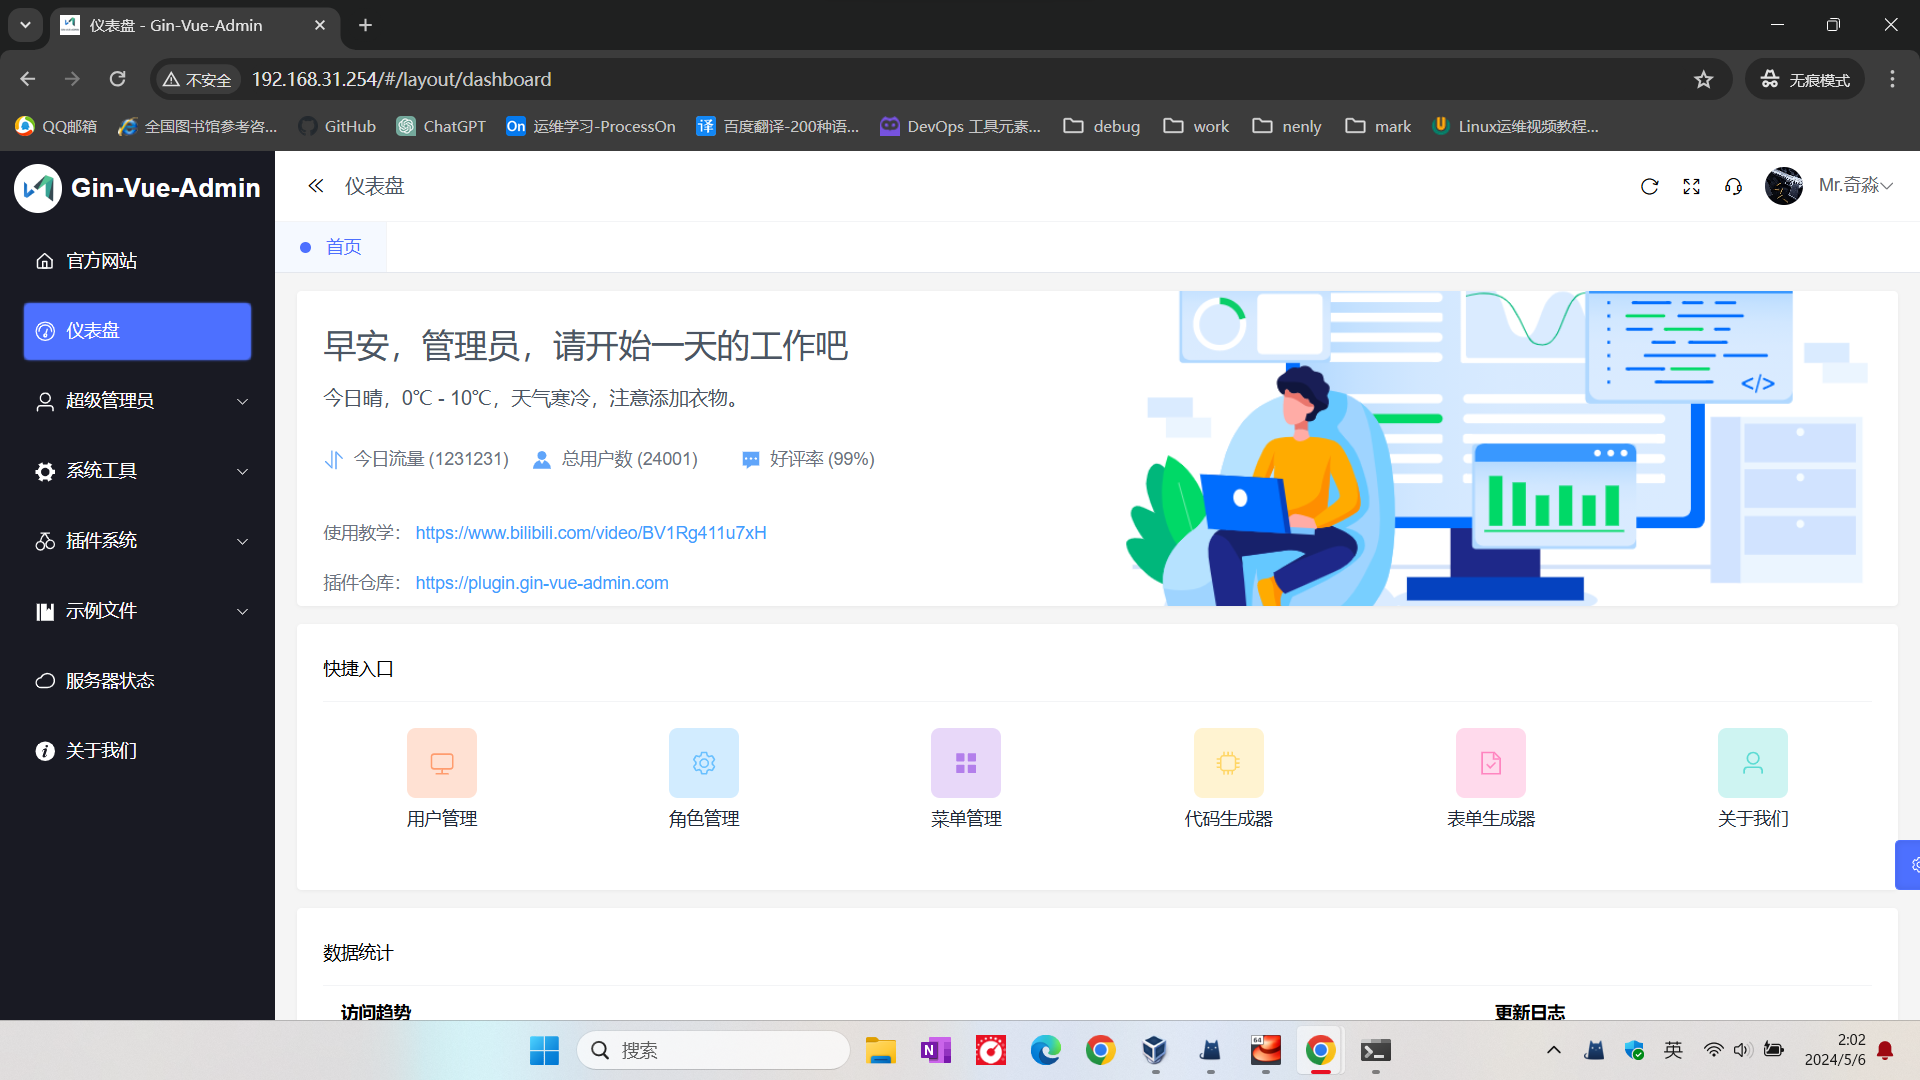 仪表盘 - Gin-Vue-Admin
不安全 192.168.31.254/#/layout/dashboard 无痕模式
QQ邮箱 全国图书馆参考咨... GitHub ChatGPT On 运维学习-ProcessOn 译 百度翻译-200种语... DevOps 工具元素... debug work nenly mark Linux运维视频教程...
Gin-Vue-Admin
官方网站
仪表盘
超级管理员
系统工具
插件系统
示例文件
服务器状态
关于我们
仪表盘
Mr.奇淼
首页
早安，管理员，请开始一天的工作吧
今日晴，0℃ - 10℃，天气寒冷，注意添加衣物。
今日流量 (1231231) 总用户数 (24001) 好评率 (99%)
使用教学： https://www.bilibili.com/video/BV1Rg411u7xH
插件仓库： https://plugin.gin-vue-admin.com
</>
快捷入口
用户管理 角色管理 菜单管理 代码生成器 表单生成器 关于我们
数据统计
访问趋势 更新日志
搜索
N
64
英
2:02
2024/5/6